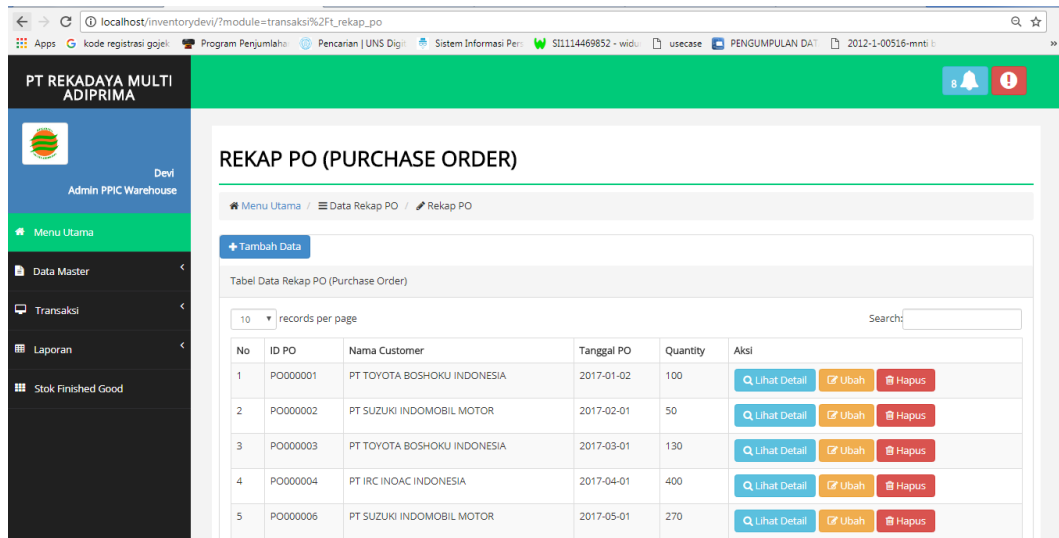 localhost/inventorydevi/?module=transaksi%2Ft_rekap_po
Apps kode registrasi gojek Program Penjumlaha Pencarian | UNS Digi Sistem Informasi Per SI1114469852 - widu usecase PENGUMPULAN DAT 2012-1-00516-mnti b »
PT REKADAYA MULTI
ADIPRIMA
8
Devi
Admin PPIC Warehouse
Menu Utama
Data Master
Transaksi
Laporan
Stok Finished Good
REKAP PO (PURCHASE ORDER)
Menu Utama / Data Rekap PO / Rekap PO
Tambah Data
Tabel Data Rekap PO (Purchase Order)
10 records per page Search:
No ID PO Nama Customer Tanggal PO Quantity Aksi
1 PO000001 PT TOYOTA BOSHOKU INDONESIA 2017-01-02 100 Lihat Detail Ubah Hapus
2 PO000002 PT SUZUKI INDOMOBIL MOTOR 2017-02-01 50 Lihat Detail Ubah Hapus
3 PO000003 PT TOYOTA BOSHOKU INDONESIA 2017-03-01 130 Lihat Detail Ubah Hapus
4 PO000004 PT IRC INOAC INDONESIA 2017-04-01 400 Lihat Detail Ubah Hapus
5 PO000006 PT SUZUKI INDOMOBIL MOTOR 2017-05-01 270 Lihat Detail Ubah Hapus